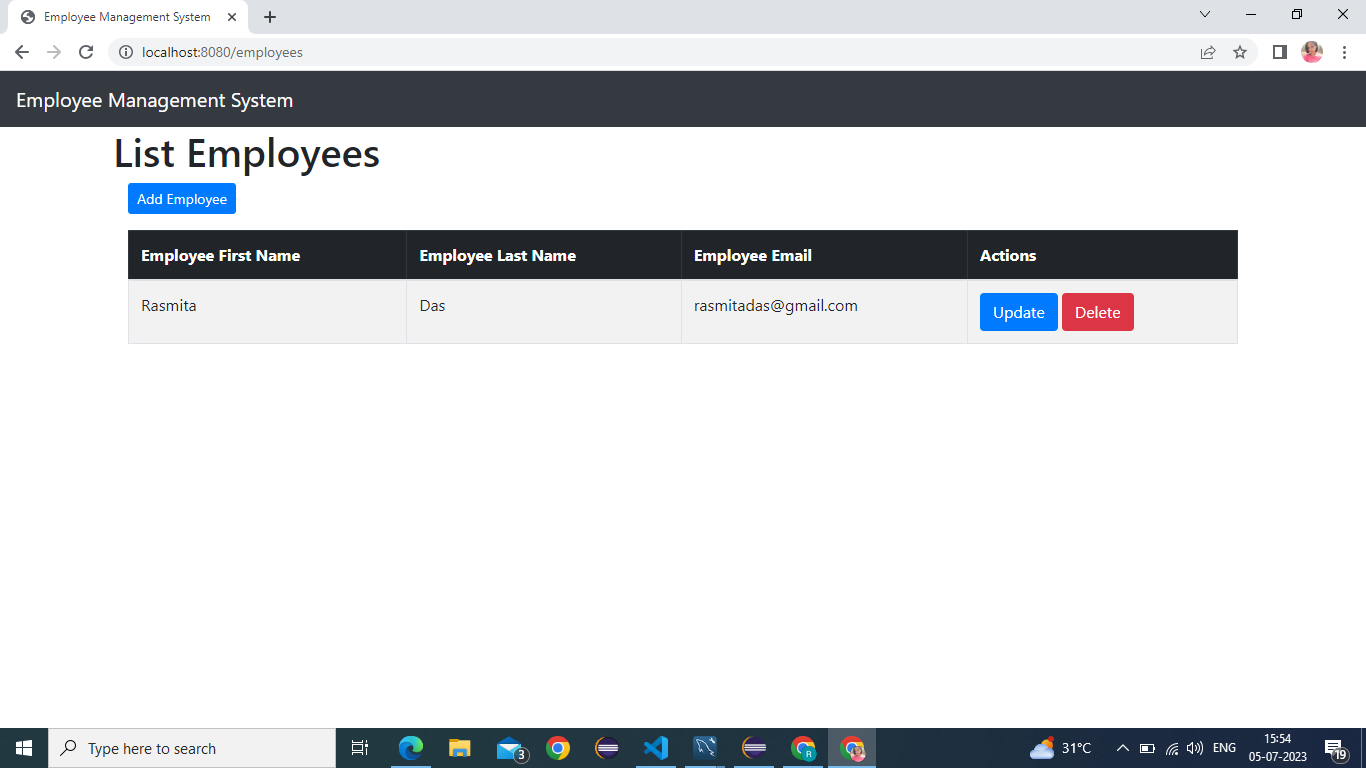 Employee Management System
localhost:8080/employees
Employee Management System
List Employees
Add Employee
Employee First Name Employee Last Name Employee Email Actions
Rasmita Das rasmitadas@gmail.com Update Delete
Type here to search 3 R 31°C ENG 15:54
05-07-2023 19